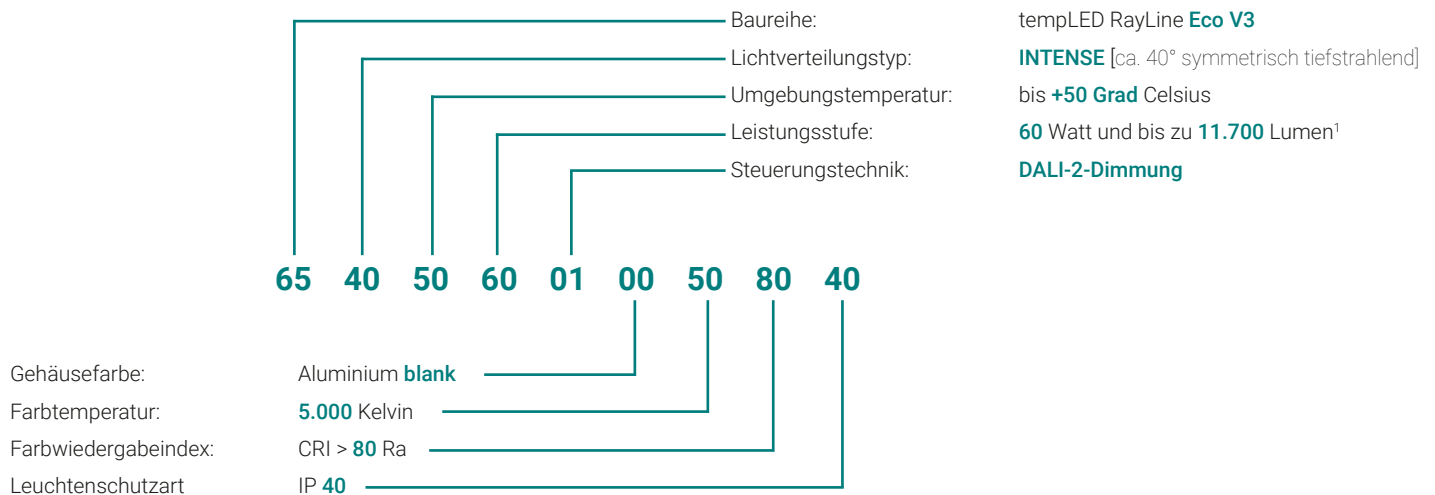 Baureihe: tempLED RayLine Eco V3
Lichtverteilungstyp: INTENSE [ca. 40° symmetrisch tiefstrahlend]
Umgebungstemperatur: bis +50 Grad Celsius
Leistungsstufe: 60 Watt und bis zu 11.700 Lumen¹
Steuerungstechnik: DALI-2-Dimmung
65 40 50 60 01 00 50 80 40
Gehäusefarbe: Aluminium blank
Farbtemperatur: 5.000 Kelvin
Farbwiedergabeindex: CRI > 80 Ra
Leuchtenschutzart IP 40